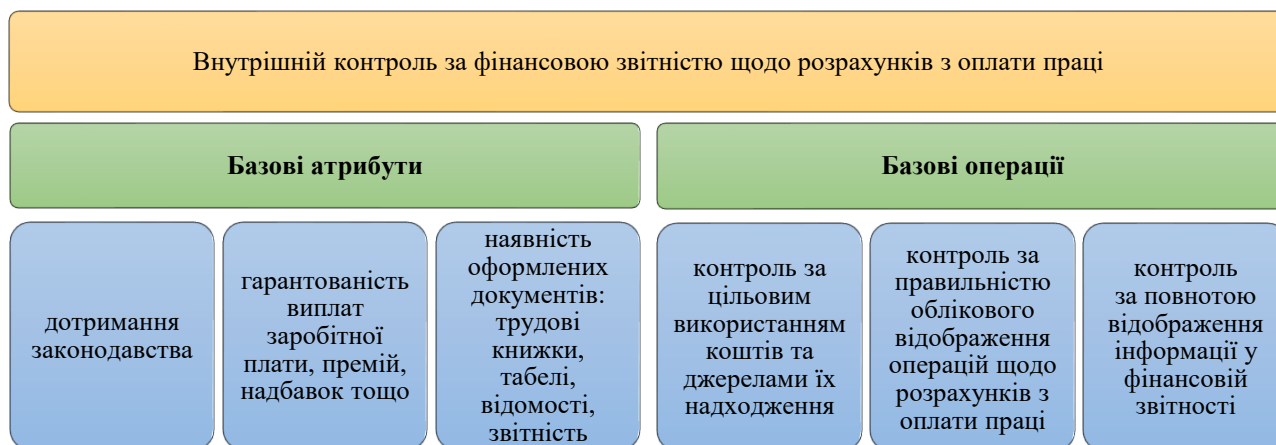 Внутрішній контроль за фінансовою звітністю щодо розрахунків з оплати праці
Базові атрибути
Базові операції
дотримання
законодавства
гарантованість
виплат
заробітної
плати, премій,
надбавок тощо
наявність
оформлених
документів:
трудові
книжки,
табелі,
відомості,
звітність
контроль за
цільовим
використанням
коштів та
джерелами їх
надходження
контроль за
правильністю
облікового
відображення
операцій щодо
розрахунків з
оплати праці
контроль
за повнотою
відображення
інформації у
фінансовій
звітності